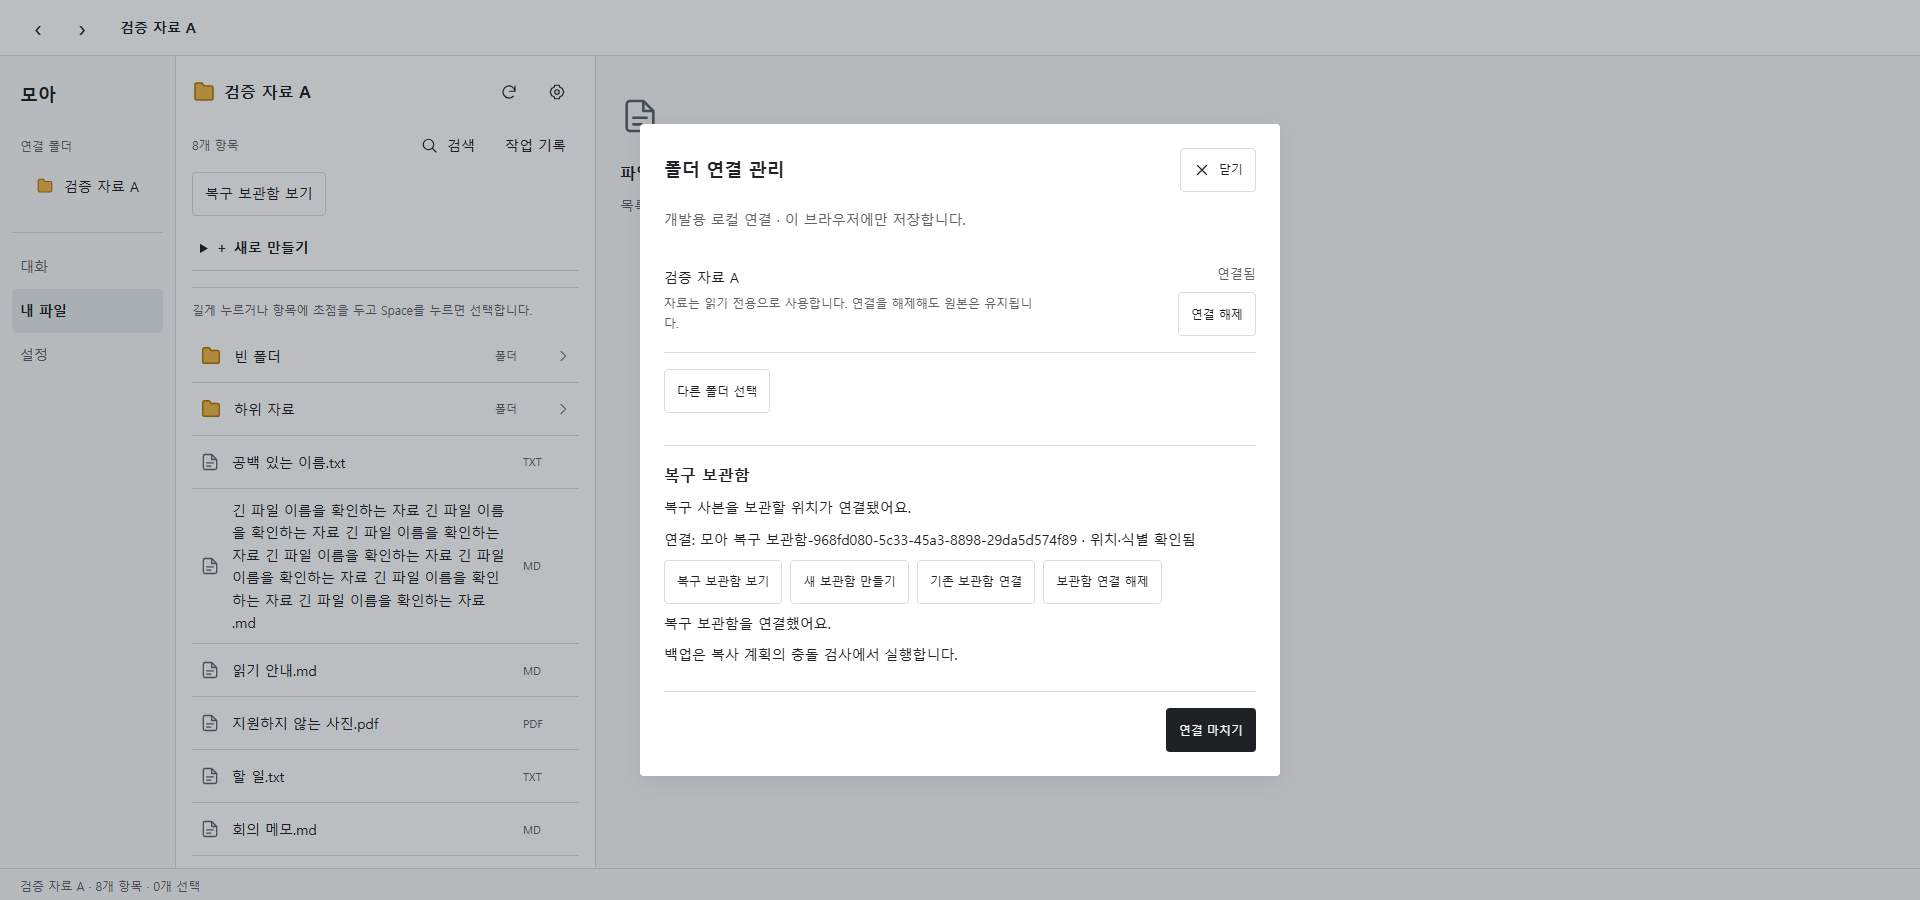 검증 자료 A
모아
연결 폴더
검증 자료 A
대화
내 파일
설정
검증 자료 A
8개 항목
검색
작업 기록
복구 보관함 보기
+ 새로 만들기
길게 누르거나 항목에 초점을 두고 Space를 누르면 선택합니다.
빈 폴더
폴더
하위 자료
폴더
공백 있는 이름.txt
TXT
긴 파일 이름을 확인하는 자료 긴 파일 이름
을 확인하는 자료 긴 파일 이름을 확인하는
자료 긴 파일 이름을 확인하는 자료 긴 파일
이름을 확인하는 자료 긴 파일 이름을 확인
하는 자료 긴 파일 이름을 확인하는 자료
.md
MD
읽기 안내.md
MD
지원하지 않는 사진.pdf
PDF
할 일.txt
TXT
회의 메모.md
MD
폴더 연결 관리
닫기
개발용 로컬 연결 · 이 브라우저에만 저장합니다.
검증 자료 A
연결됨
자료는 읽기 전용으로 사용합니다. 연결을 해제해도 원본은 유지됩니
다.
연결 해제
다른 폴더 선택
복구 보관함
복구 사본을 보관할 위치가 연결됐어요.
연결: 모아 복구 보관함-968fd080-5c33-45a3-8898-29da5d574f89 · 위치·식별 확인됨
복구 보관함 보기
새 보관함 만들기
기존 보관함 연결
보관함 연결 해제
복구 보관함을 연결했어요.
백업은 복사 계획의 충돌 검사에서 실행합니다.
연결 마치기
검증 자료 A · 8개 항목 · 0개 선택